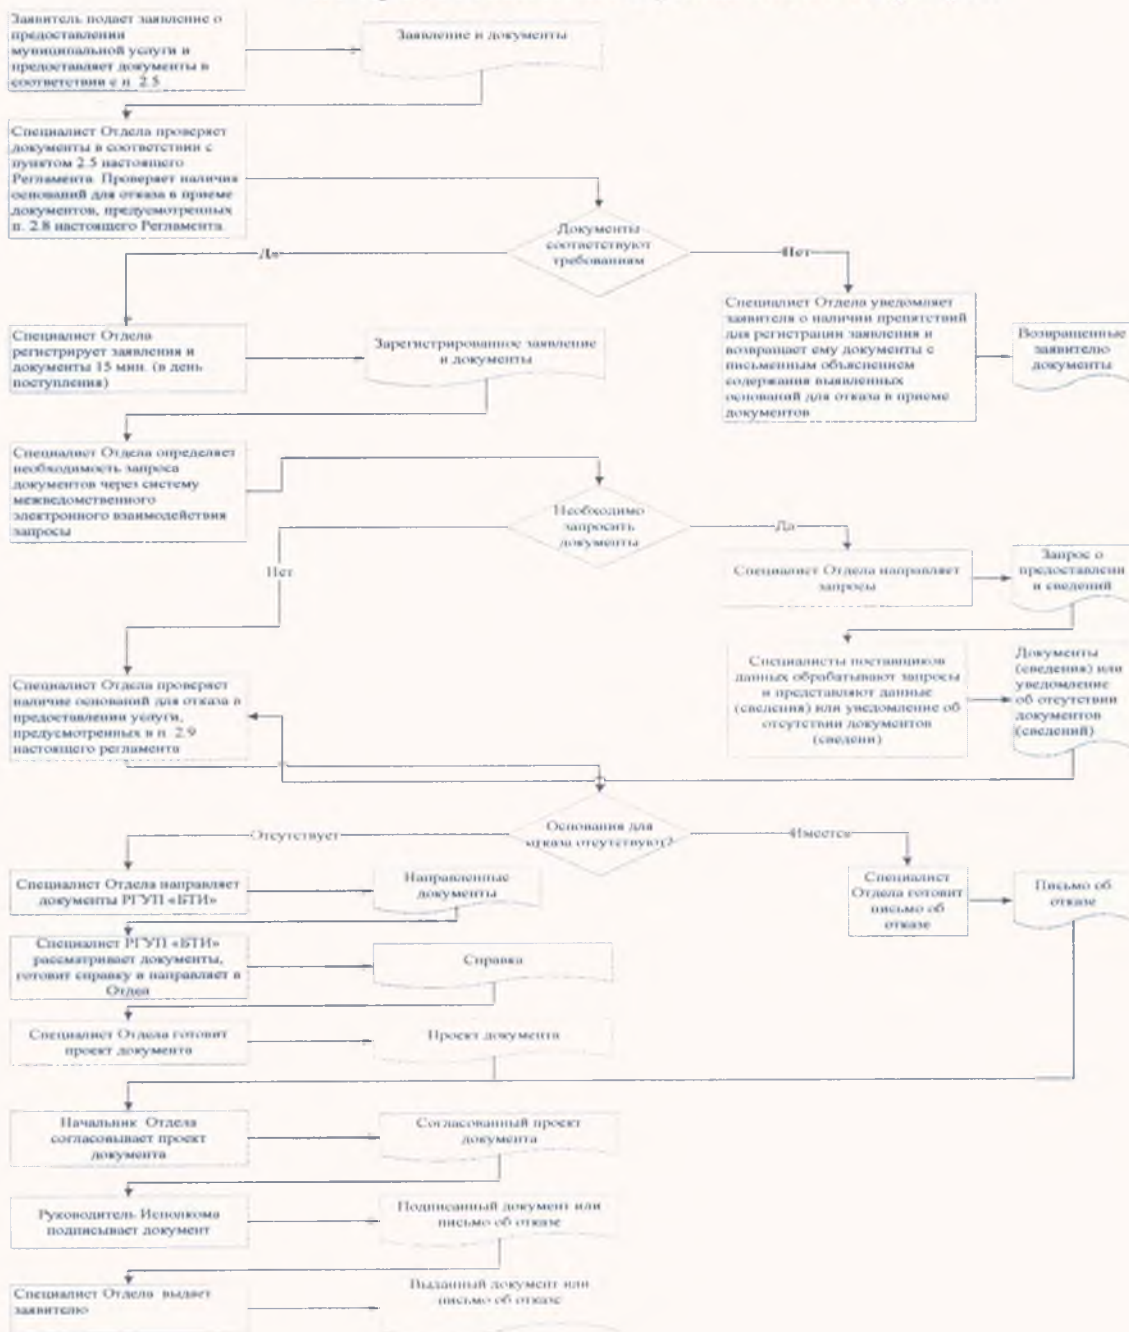 Заявитель подает заявление о
предоставлении
муниципальной услуги и
предоставляет документы в
соответствии с п. 2.5
Заявление и документы
Специалист Отдела проверяет
документы в соответствии с
пунктом 2.5 настоящего
Регламента. Проверяет наличия
оснований для отказа в приеме
документов, предусмотренных
п. 2.8 настоящего Регламента.
Документы
соответствуют
требованиям
Да
Нет
Специалист Отдела
регистрирует заявления и
документы 15 мин. (в день
поступления)
Зарегистрированное заявление
и документы
Специалист Отдела уведомляет
заявителя о наличии препятствий
для регистрации заявления и
возвращает ему документы с
письменным объяснением
содержания выявленных
оснований для отказа в приеме
документов
Возвращенные
заявителю
документы
Специалист Отдела определяет
необходимость запроса
документов через систему
межведомственного
электронного взаимодействия
запросы
Необходимо
запросить
документы
Нет
Да
Специалист Отдела направляет
запросы
Запрос о
предоставлени
и сведений
Специалисты поставщиков
данных обрабатывают запросы
и представляют данные
(сведения) или уведомление об
отсутствии документов
(сведени)
Документы
(сведения) или
уведомление
об отсутствии
документов
(сведений)
Специалист Отдела проверяет
наличие оснований для отказа в
предоставлении услуги,
предусмотренных в п. 2.9
настоящего регламента
Основания для
отказа отсутствуют?
Отсутствует
Имеется
Специалист Отдела направляет
документы РГУП «БТИ»
Направленные
документы
Специалист
Отдела готовит
письмо об
отказе
Письмо об
отказе
Специалист РГУП «БТИ»
рассматривает документы,
готовит справку и направляет в
Отдел
Справка
Специалист Отдела готовит
проект документа
Проект документа
Начальник Отдела
согласовывает проект
документа
Согласованный проект
документа
Руководитель Исполкома
подписывает документ
Подписанный документ или
письмо об отказе
Специалист Отдела выдает
заявителю
Выданный документ или
письмо об отказе